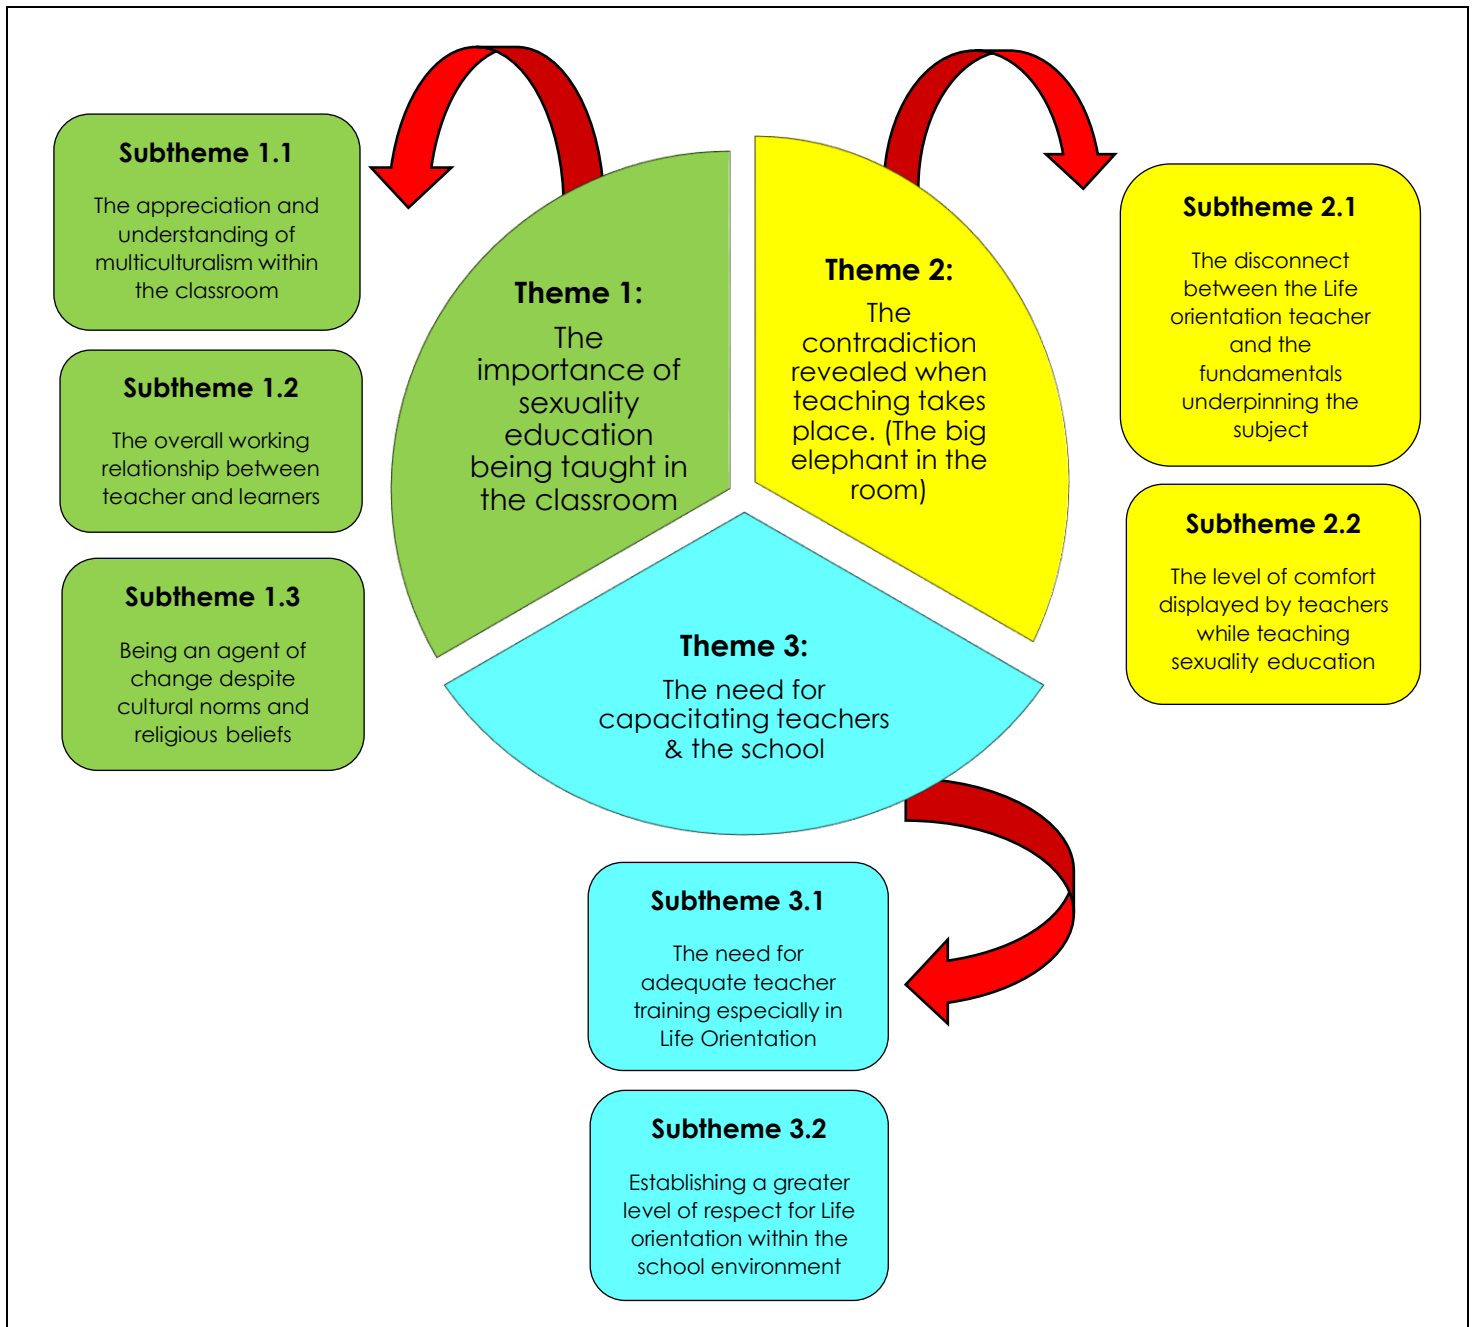 Subtheme 1.1
The appreciation and
understanding of
multiculturalism within
the classroom
Subtheme 1.2
The overall working
relationship between
teacher and learners
Subtheme 1.3
Being an agent of
change despite
cultural norms and
religious beliefs
Theme 1:
The
importance of
sexuality
education
being taught in
the classroom
Theme 2:
The
contradiction
revealed when
teaching takes
place. (The big
elephant in the
room)
Subtheme 2.1
The disconnect
between the Life
orientation teacher
and the
fundamentals
underpinning the
subject
Subtheme 2.2
The level of comfort
displayed by teachers
while teaching
sexuality education
Theme 3:
The need for
capacitating teachers
& the school
Subtheme 3.1
The need for
adequate teacher
training especially in
Life Orientation
Subtheme 3.2
Establishing a greater
level of respect for Life
orientation within the
school environment